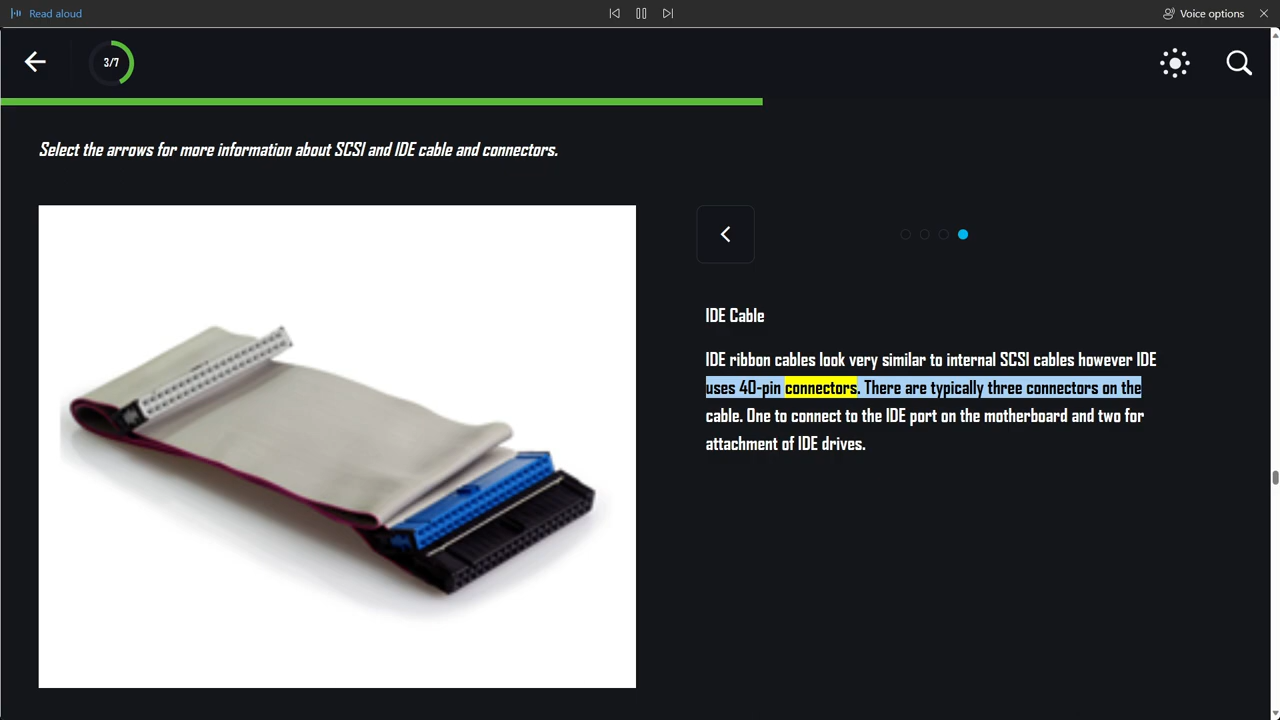 Read aloud
Voice options
3/7
Select the arrows for more information about SCSI and IDE cable and connectors.
IDE Cable
IDE ribbon cables look very similar to internal SCSI cables however IDE
uses 40-pin connectors. There are typically three connectors on the
cable. One to connect to the IDE port on the motherboard and two for
attachment of IDE drives.